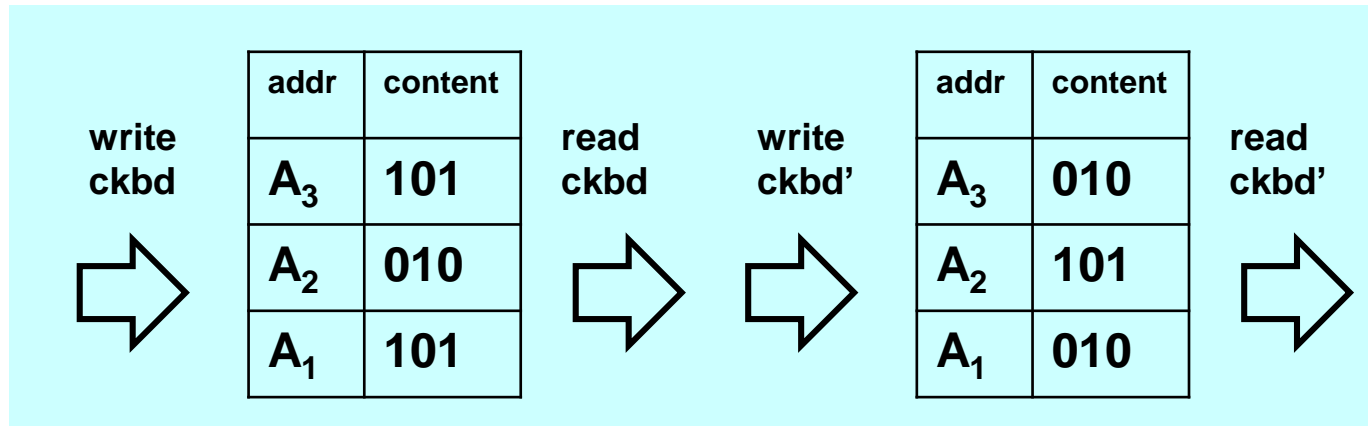 write
ckbd
addr content
A₃ 101
A₂ 010
A₁ 101
read
ckbd
write
ckbd’
addr content
A₃ 010
A₂ 101
A₁ 010
read
ckbd’